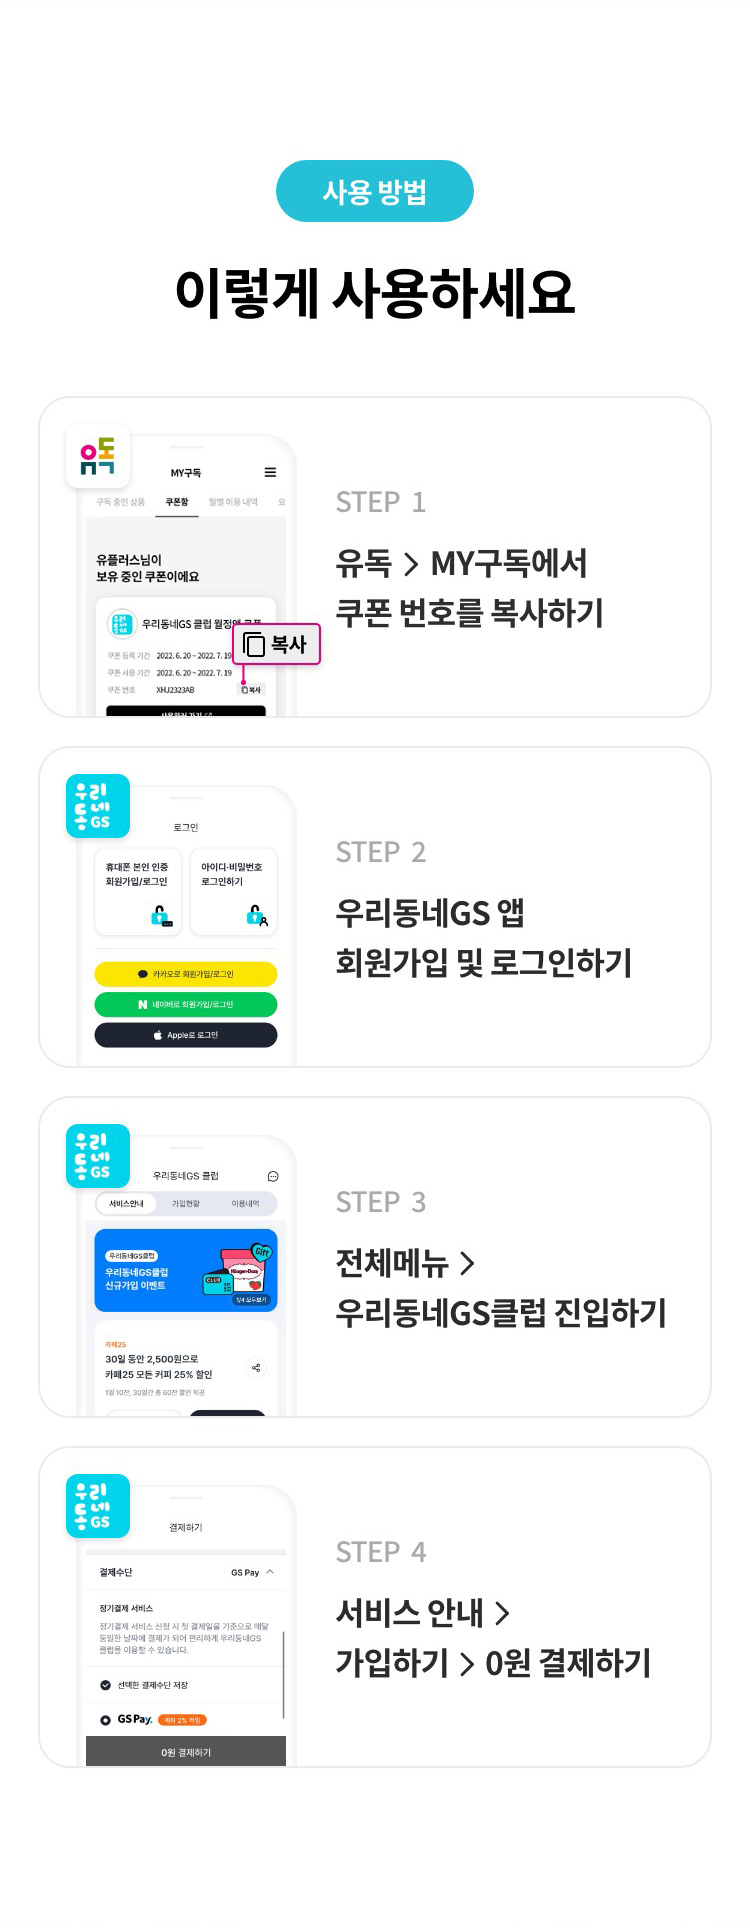 사용 방법
이렇게 사용하세요
유독
MY구독
구독 중인 상품 쿠폰함 월별 이용 내역 요
유플러스님이
보유 중인 쿠폰이에요
우리동네GS 클럽 월정액
쿠폰 등록 기간 2022. 6. 20 ~ 2022. 7. 19
쿠폰 사용 기간 2022. 6. 20 ~ 2022. 7. 19
쿠폰 번호 XHJ2323AB 복사
복사
STEP 1
유독 > MY구독에서
쿠폰 번호를 복사하기
우리
동네
GS
로그인
휴대폰 본인 인증
회원가입/로그인
아이디·비밀번호
로그인하기
카카오로 회원가입/로그인
네이버로 회원가입/로그인
Apple로 로그인
STEP 2
우리동네GS 앱
회원가입 및 로그인하기
우리
동네
GS
우리동네GS 클럽
서비스안내 가입현황 이용내역
우리동네GS클럽
우리동네GS클럽
신규가입 이벤트
Gift
Häagen-Dazs
CLUB
1/4 모두보기
카페25
30일 동안 2,500원으로
카페25 모든 커피 25% 할인
1일 10잔, 30일간 총 60잔 할인 제공
STEP 3
전체메뉴 >
우리동네GS클럽 진입하기
우리
동네
GS
결제하기
결제수단 GS Pay
정기결제 서비스
정기결제 서비스 신청 시 첫 결제일을 기준으로 매달
동일한 날짜에 결제가 되어 편리하게 우리동네GS
클럽을 이용할 수 있습니다.
선택한 결제수단 저장
GS Pay. 계좌 2% 적립
0원 결제하기
STEP 4
서비스 안내 >
가입하기 > 0원 결제하기